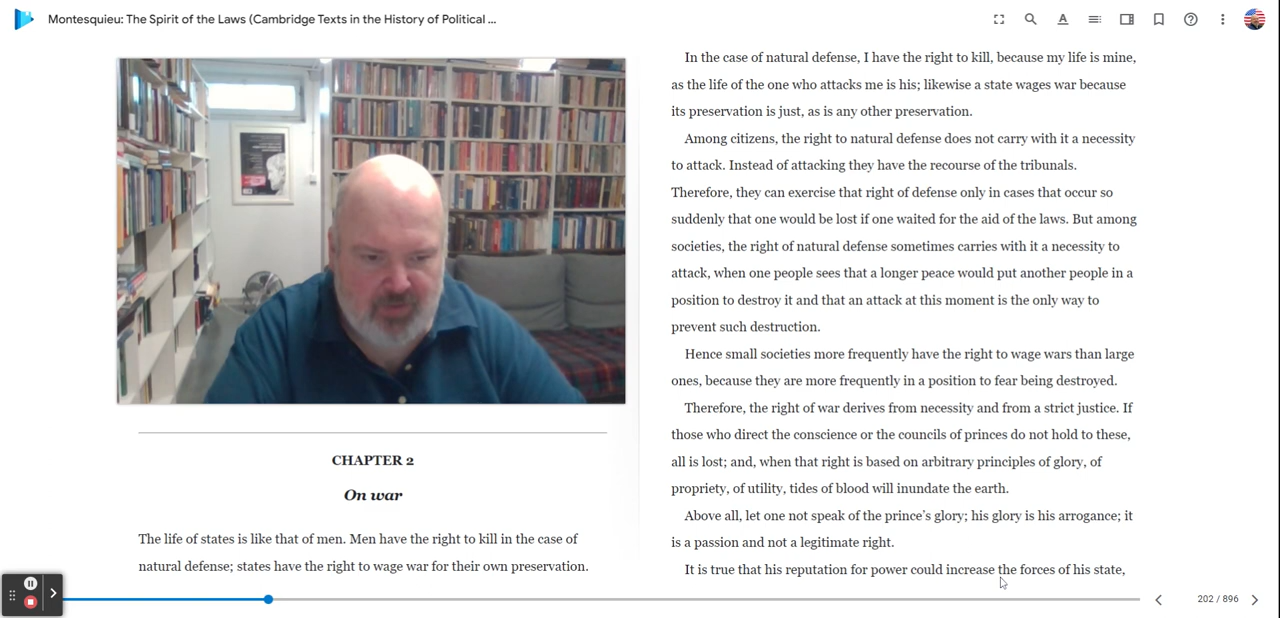 Montesquieu: The Spirit of the Laws (Cambridge Texts in the History of Political ...
CHAPTER 2
On war
The life of states is like that of men. Men have the right to kill in the case of
natural defense; states have the right to wage war for their own preservation.
In the case of natural defense, I have the right to kill, because my life is mine,
as the life of the one who attacks me is his; likewise a state wages war because
its preservation is just, as is any other preservation.
Among citizens, the right to natural defense does not carry with it a necessity
to attack. Instead of attacking they have the recourse of the tribunals.
Therefore, they can exercise that right of defense only in cases that occur so
suddenly that one would be lost if one waited for the aid of the laws. But among
societies, the right of natural defense sometimes carries with it a necessity to
attack, when one people sees that a longer peace would put another people in a
position to destroy it and that an attack at this moment is the only way to
prevent such destruction.
Hence small societies more frequently have the right to wage wars than large
ones, because they are more frequently in a position to fear being destroyed.
Therefore, the right of war derives from necessity and from a strict justice. If
those who direct the conscience or the councils of princes do not hold to these,
all is lost; and, when that right is based on arbitrary principles of glory, of
propriety, of utility, tides of blood will inundate the earth.
Above all, let one not speak of the prince's glory; his glory is his arrogance; it
is a passion and not a legitimate right.
It is true that his reputation for power could increase the forces of his state,
202 / 896